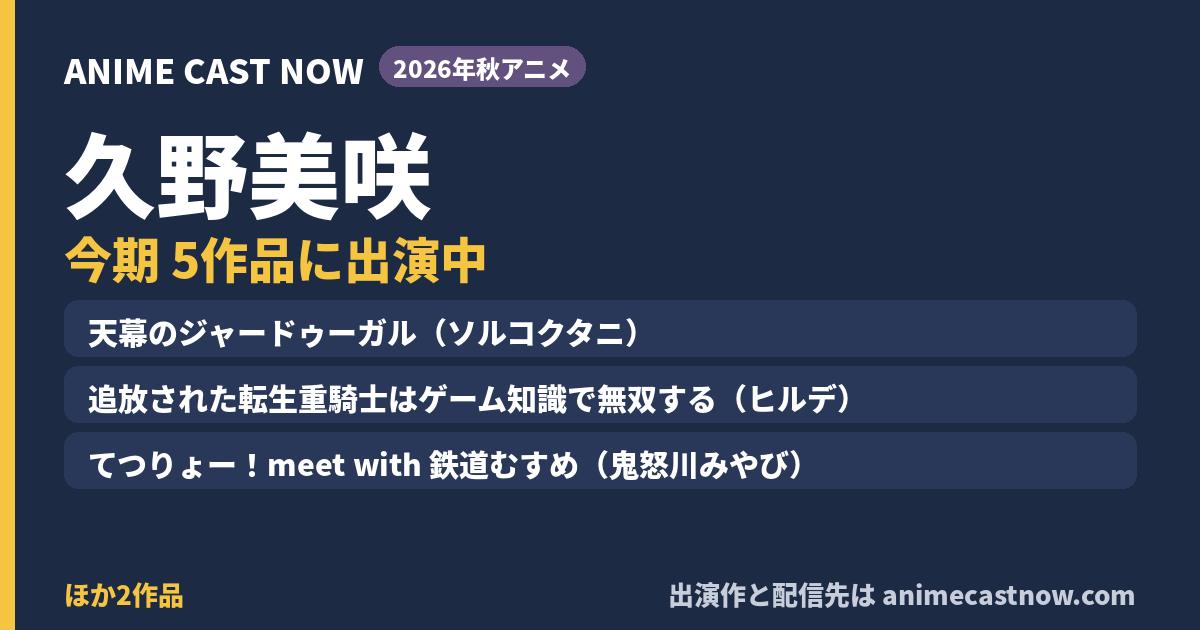 ANIME CAST NOW 2026年秋アニメ
久野美咲
今期 5作品に出演中
天幕のジャードゥーガル（ソルコクタニ）
追放された転生重騎士はゲーム知識で無双する（ヒルデ）
てつりょー！meet with 鉄道むすめ（鬼怒川みやび）
ほか2作品
出演作と配信先は animecastnow.com